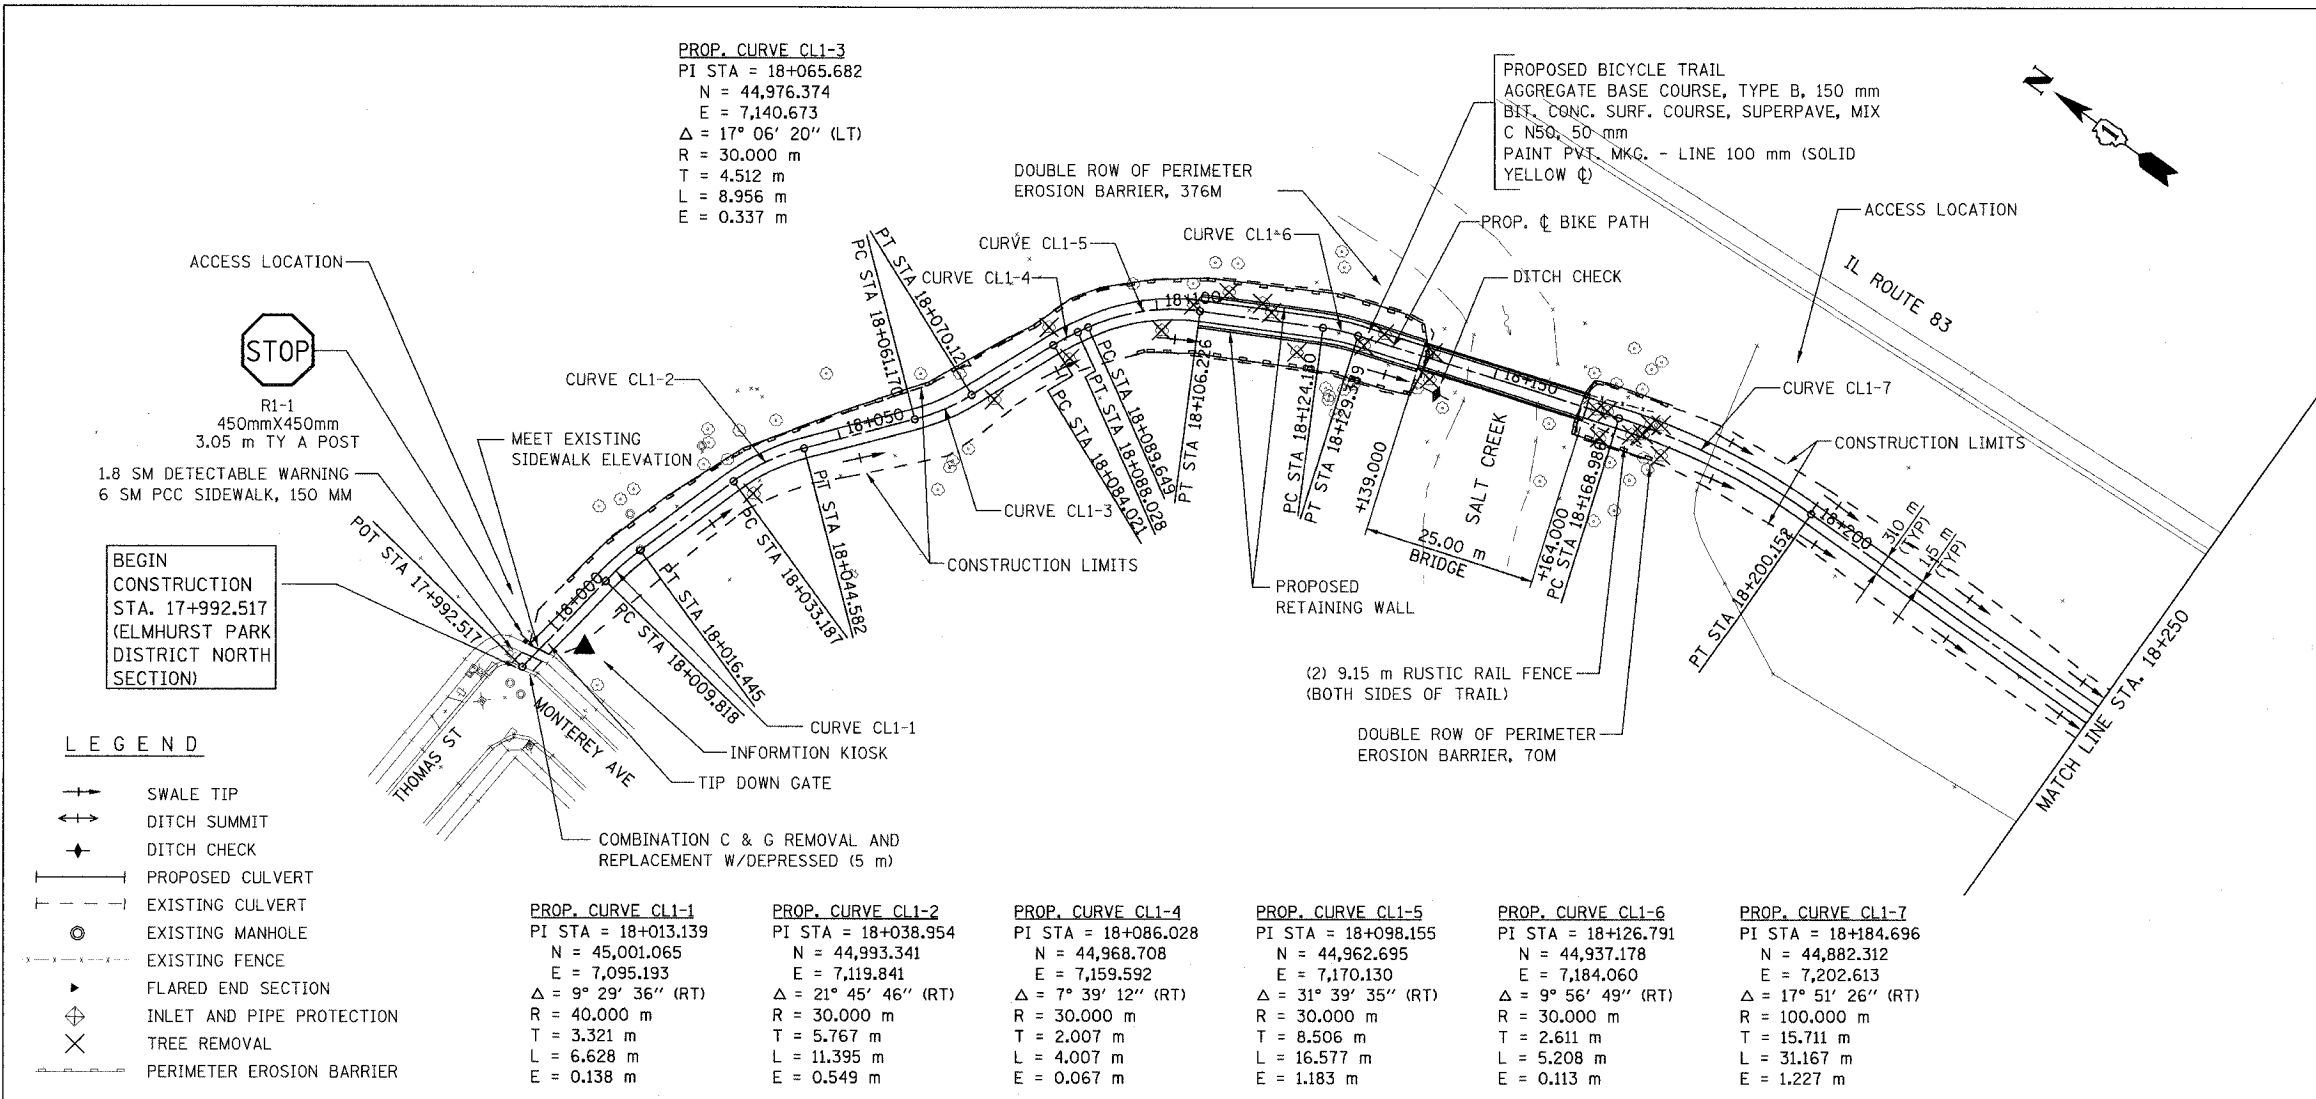 PROP. CURVE CL1-3
PI STA = 18+065.682
N = 44,976.374
E = 7,140.673
Δ = 17° 06' 20'' (LT)
R = 30.000 m
T = 4.512 m
L = 8.956 m
E = 0.337 m
PROPOSED BICYCLE TRAIL
AGGREGATE BASE COURSE, TYPE B, 150 mm
BIT. CONC. SURF. COURSE, SUPERPAVE, MIX
C N50, 50 mm
PAINT PVT. MKG. - LINE 100 mm (SOLID
YELLOW ℄)
N
1
DOUBLE ROW OF PERIMETER
EROSION BARRIER, 376M
PROP. ℄ BIKE PATH
ACCESS LOCATION
IL ROUTE 83
ACCESS LOCATION
STOP
R1-1
450mmX450mm
3.05 m TY A POST
1.8 SM DETECTABLE WARNING
6 SM PCC SIDEWALK, 150 MM
MEET EXISTING
SIDEWALK ELEVATION
BEGIN
CONSTRUCTION
STA. 17+992.517
(ELMHURST PARK
DISTRICT NORTH
SECTION)
POT STA 17+992.517
18+000
PC STA 18+009.818
PT STA 18+016.445
PC STA 18+033.187
PT STA 18+044.582
18+050
PC STA 18+061.170
PT STA 18+070.127
PC STA 18+084.021
PT STA 18+088.028
PC STA 18+089.649
18+100
PT STA 18+106.226
PC STA 18+124.180
PT STA 18+129.389
+139.000
18+150
25.00 m
BRIDGE
SALT CREEK
+164.000
PC STA 18+168.986
18+200
PT STA 18+200.152
3.10 m
(TYP)
1.5 m
(TYP)
MATCH LINE STA. 18+250
CURVE CL1-5
CURVE CL1-6
CURVE CL1-4
DITCH CHECK
CURVE CL1-2
CURVE CL1-7
CONSTRUCTION LIMITS
CURVE CL1-3
CONSTRUCTION LIMITS
PROPOSED
RETAINING WALL
(2) 9.15 m RUSTIC RAIL FENCE
(BOTH SIDES OF TRAIL)
DOUBLE ROW OF PERIMETER
EROSION BARRIER, 70M
CURVE CL1-1
INFORMTION KIOSK
TIP DOWN GATE
THOMAS ST
MONTEREY AVE
COMBINATION C & G REMOVAL AND
REPLACEMENT W/DEPRESSED (5 m)
LEGEND
SWALE TIP
DITCH SUMMIT
DITCH CHECK
PROPOSED CULVERT
EXISTING CULVERT
EXISTING MANHOLE
EXISTING FENCE
FLARED END SECTION
INLET AND PIPE PROTECTION
TREE REMOVAL
PERIMETER EROSION BARRIER
PROP. CURVE CL1-1
PI STA = 18+013.139
N = 45,001.065
E = 7,095.193
Δ = 9° 29' 36'' (RT)
R = 40.000 m
T = 3.321 m
L = 6.628 m
E = 0.138 m
PROP. CURVE CL1-2
PI STA = 18+038.954
N = 44,993.341
E = 7,119.841
Δ = 21° 45' 46'' (RT)
R = 30.000 m
T = 5.767 m
L = 11.395 m
E = 0.549 m
PROP. CURVE CL1-4
PI STA = 18+086.028
N = 44,968.708
E = 7,159.592
Δ = 7° 39' 12'' (RT)
R = 30.000 m
T = 2.007 m
L = 4.007 m
E = 0.067 m
PROP. CURVE CL1-5
PI STA = 18+098.155
N = 44,962.695
E = 7,170.130
Δ = 31° 39' 35'' (RT)
R = 30.000 m
T = 8.506 m
L = 16.577 m
E = 1.183 m
PROP. CURVE CL1-6
PI STA = 18+126.791
N = 44,937.178
E = 7,184.060
Δ = 9° 56' 49'' (RT)
R = 30.000 m
T = 2.611 m
L = 5.208 m
E = 0.113 m
PROP. CURVE CL1-7
PI STA = 18+184.696
N = 44,882.312
E = 7,202.613
Δ = 17° 51' 26'' (RT)
R = 100.000 m
T = 15.711 m
L = 31.167 m
E = 1.227 m